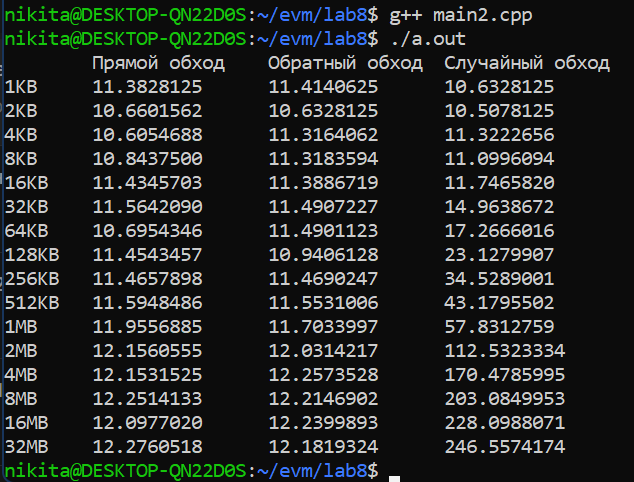 nikita@DESKTOP-QN22D0S:~/evm/lab8$ g++ main2.cpp
nikita@DESKTOP-QN22D0S:~/evm/lab8$ ./a.out
Прямой обход Обратный обход Случайный обход
1KB 11.3828125 11.4140625 10.6328125
2KB 10.6601562 10.6328125 10.5078125
4KB 10.6054688 11.3164062 11.3222656
8KB 10.8437500 11.3183594 11.0996094
16KB 11.4345703 11.3886719 11.7465820
32KB 11.5642090 11.4907227 14.9638672
64KB 10.6954346 11.4901123 17.2666016
128KB 11.4543457 10.9406128 23.1279907
256KB 11.4657898 11.4690247 34.5289001
512KB 11.5948486 11.5531006 43.1795502
1MB 11.9556885 11.7033997 57.8312759
2MB 12.1560555 12.0314217 112.5323334
4MB 12.1531525 12.2573528 170.4785995
8MB 12.2514133 12.2146902 203.0849953
16MB 12.0977020 12.2399893 228.0988071
32MB 12.2760518 12.1819324 246.5574174
nikita@DESKTOP-QN22D0S:~/evm/lab8$